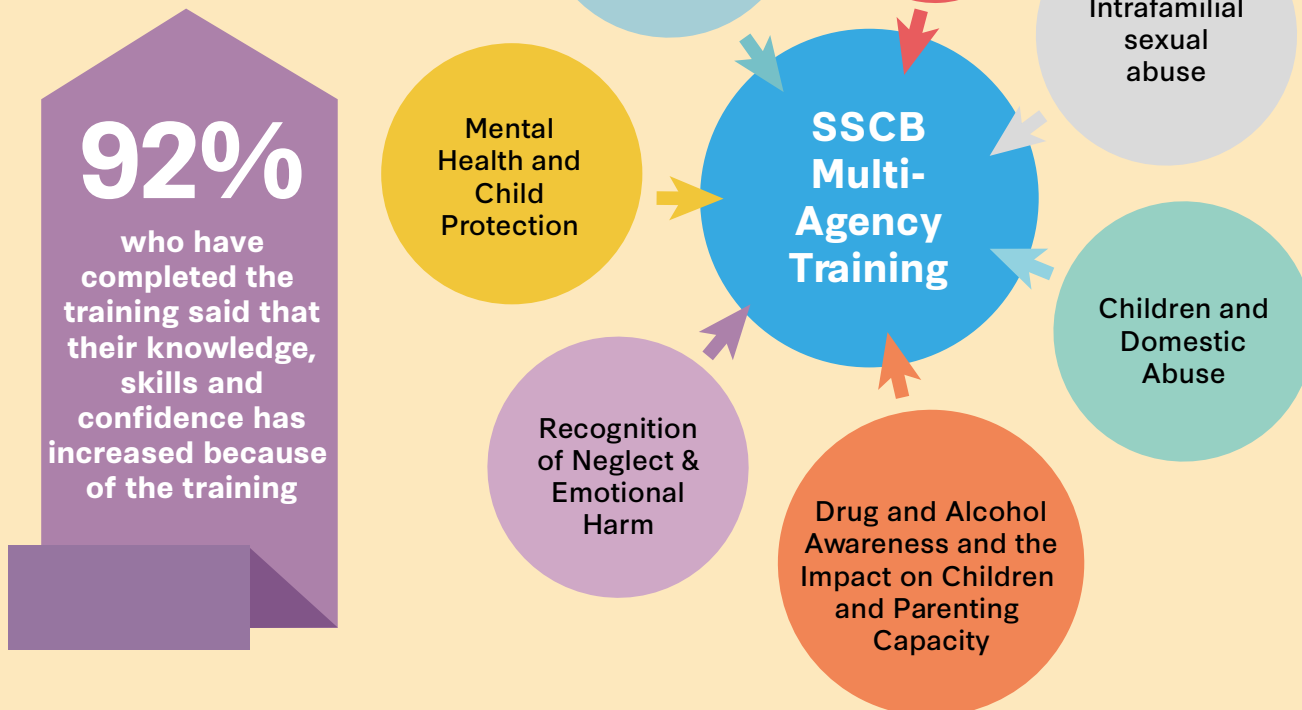 92%
who have
completed the
training said that
their knowledge,
skills and
confidence has
increased because
of the training
Mental
Health and
Child
Protection
SSCB
Multi-
Agency
Training
Intrafamilial
sexual
abuse
Children and
Domestic
Abuse
Recognition
of Neglect &
Emotional
Harm
Drug and Alcohol
Awareness and the
Impact on Children
and Parenting
Capacity